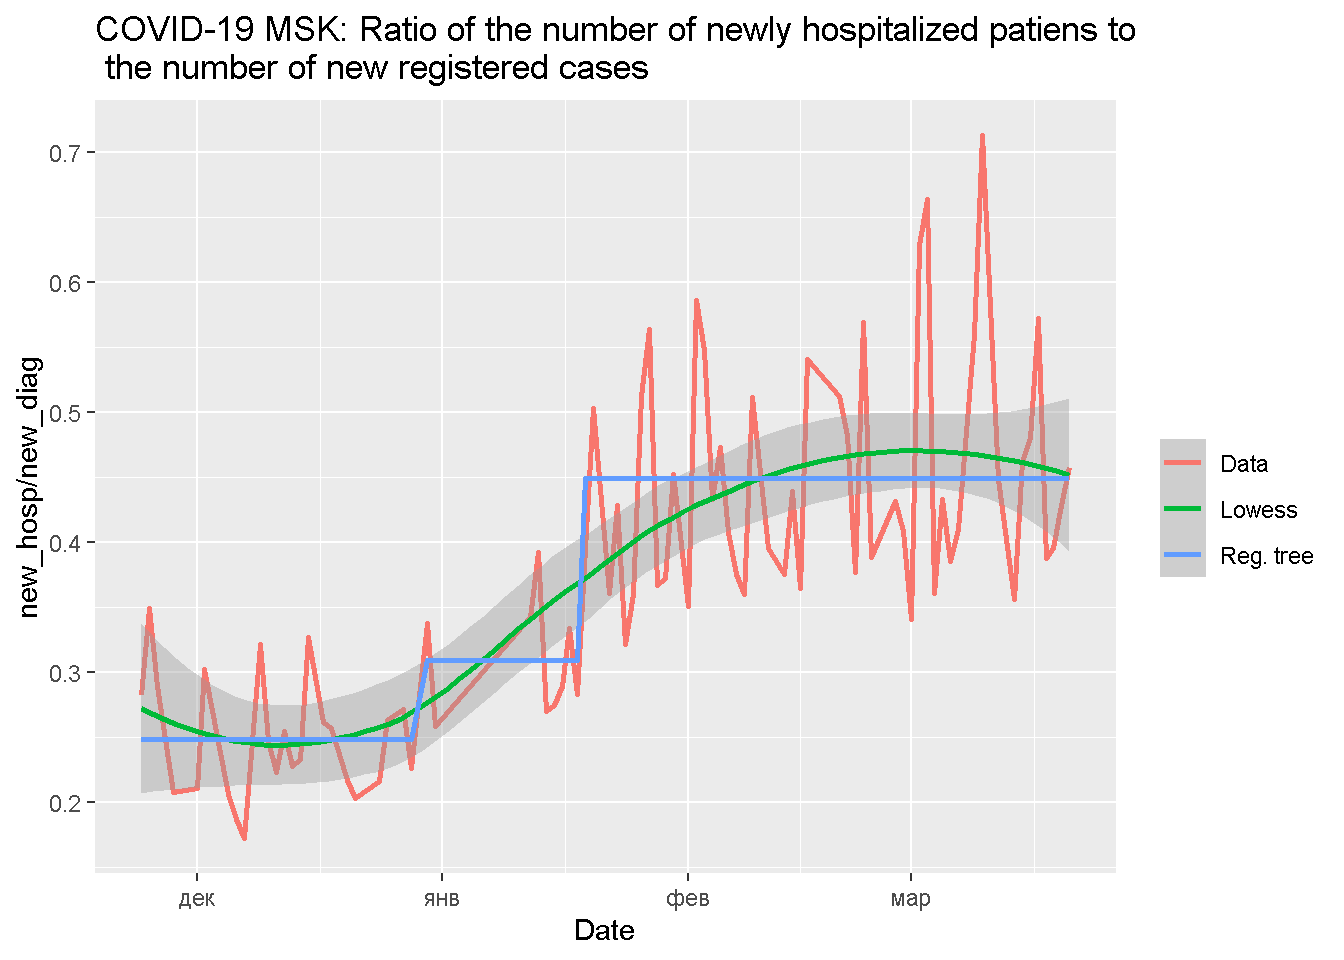 COVID-19 MSK: Ratio of the number of newly hospitalized patiens to
the number of new registered cases
new_hosp/new_diag
0.7
0.6
0.5
0.4
0.3
0.2
дек
янв
фев
мар
Date
Data
Lowess
Reg. tree